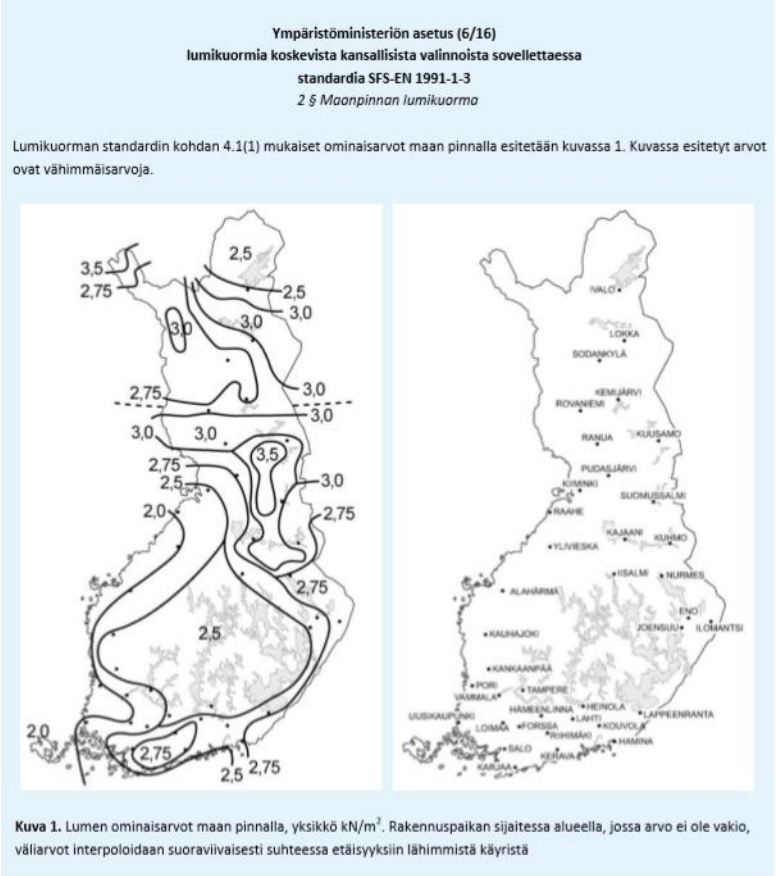 Ympäristöministeriön asetus (6/16)
lumikuormia koskevista kansallisista valinnoista sovellettaessa
standardia SFS-EN 1991-1-3
2 § Maanpinnan lumikuorma
Lumikuorman standardin kohdan 4.1(1) mukaiset ominaisarvot maan pinnalla esitetään kuvassa 1. Kuvassa esitetyt arvot
ovat vähimmäisarvoja.
2,5
3,5
2,75
2,5
3,0
3,0
3,0
2,75
3,0
3,0
3,0
3,0
3,5
2,75
2,5
3,0
2,0
2,75
2,75
2,5
2,0
2,75
2,5
2,75
IVALO
LOKKA
SODANKYLÄ
KEMIJÄRVI
ROVANIEMI
RANUA
KUUSAMO
PUDASJÄRVI
KIIMINKI
SUOMUSSALMI
RAAHE
KAJAANI
KUHMO
YLIVIESKA
IISALMI
NURMES
ALAHÄRMÄ
ENO
JOENSUU
ILOMANTSI
KAUHAJOKI
KANKAANPÄÄ
PORI
TAMPERE
VAMMALA
HÄMEENLINNA
HEINOLA
UUSIKAUPUNKI
LAHTI
LAPPEENRANTA
LOIMAA
FORSSA
KOUVOLA
RIIHIMÄKI
HAMINA
SALO
KERAVA
KARJAA
Kuva 1. Lumen ominaisarvot maan pinnalla, yksikkö kN/m². Rakennuspaikan sijaitessa alueella, jossa arvo ei ole vakio,
väliarvot interpoloidaan suoraviivaisesti suhteessa etäisyyksiin lähimmistä käyristä